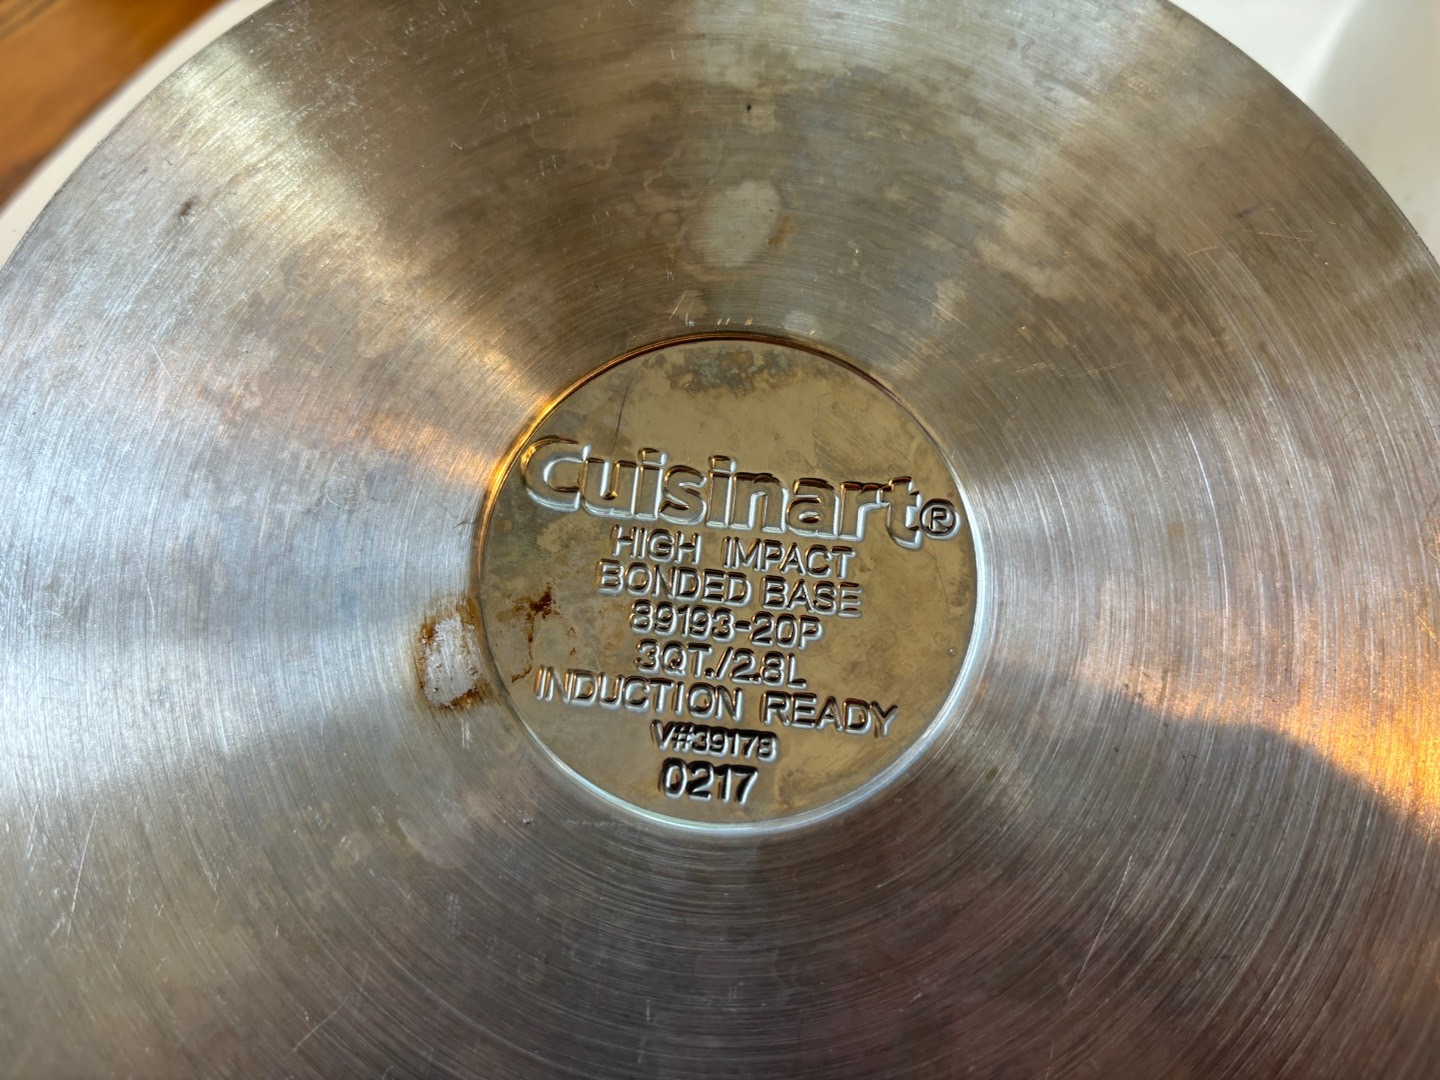 Cuisinart®
HIGH IMPACT
BONDED BASE
89193-20P
3QT./2.8L
INDUCTION READY
V#39178
0217